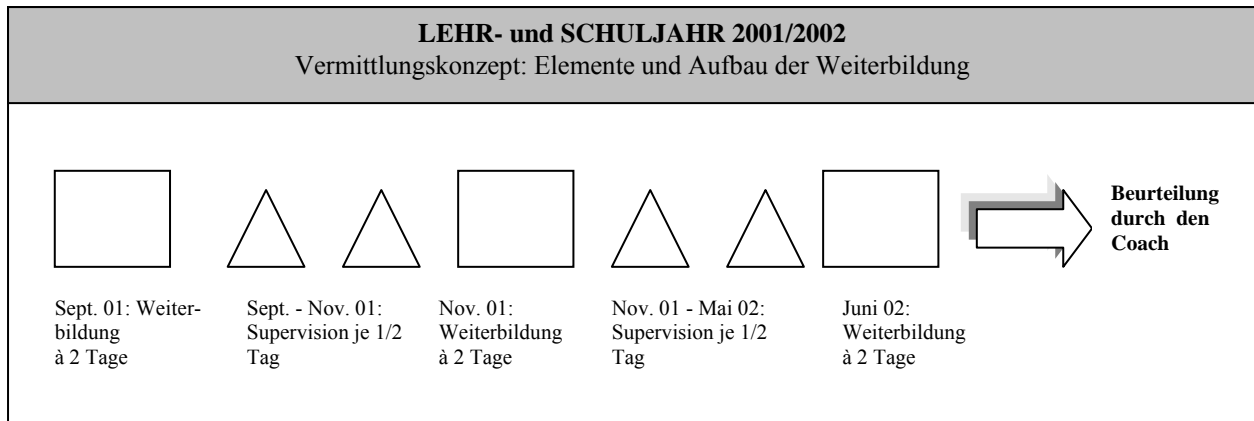 LEHR- und SCHULJAHR 2001/2002
Vermittlungskonzept: Elemente und Aufbau der Weiterbildung
Beurteilung
durch den
Coach
Sept. 01: Weiter-
bildung
à 2 Tage
Sept. - Nov. 01:
Supervision je 1/2
Tag
Nov. 01:
Weiterbildung
à 2 Tage
Nov. 01 - Mai 02:
Supervision je 1/2
Tag
Juni 02:
Weiterbildung
à 2 Tage